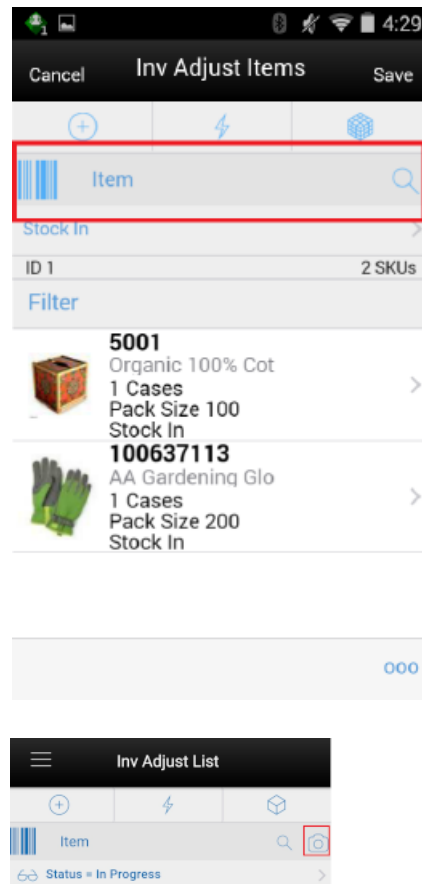 1 4:29
Cancel Inv Adjust Items Save
Item
Stock In
ID 1 2 SKUs
Filter
5001
Organic 100% Cot
1 Cases
Pack Size 100
Stock In
100637113
AA Gardening Glo
1 Cases
Pack Size 200
Stock In
Inv Adjust List
Item
Status = In Progress